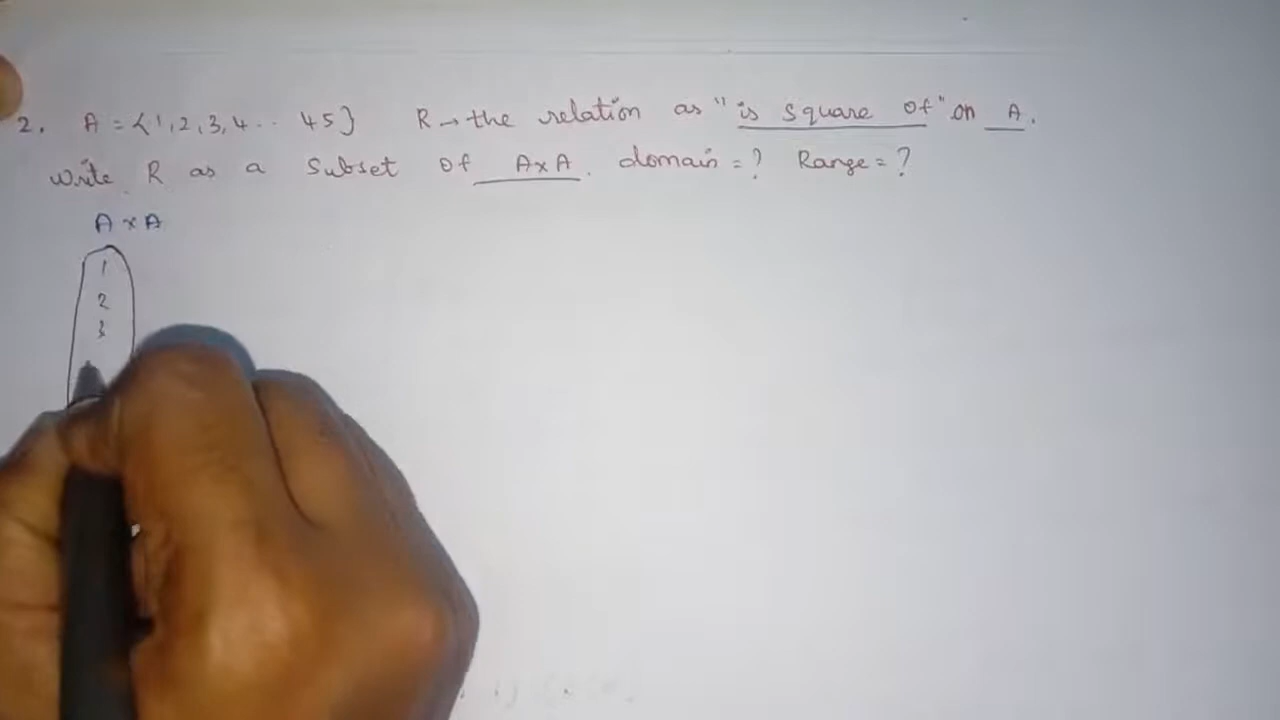 2. A = {1,2,3,4.. 45} R → the relation as "is square of" on A.
write R as a subset of A×A. domain = ? Range = ?
A × A
1
2
3